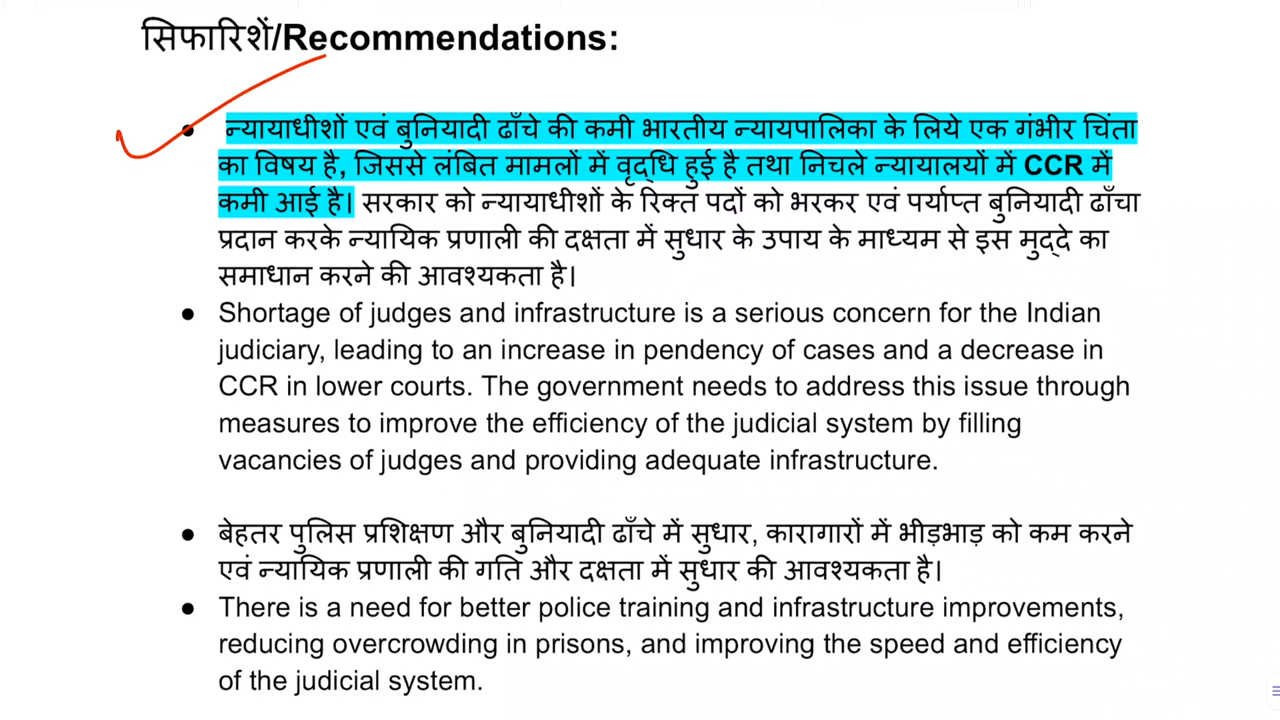 सिफारिशें/Recommendations:
● न्यायाधीशों एवं बुनियादी ढाँचे की कमी भारतीय न्यायपालिका के लिये एक गंभीर चिंता
का विषय है, जिससे लंबित मामलों में वृद्धि हुई है तथा निचले न्यायालयों में CCR में
कमी आई है। सरकार को न्यायाधीशों के रिक्त पदों को भरकर एवं पर्याप्त बुनियादी ढाँचा
प्रदान करके न्यायिक प्रणाली की दक्षता में सुधार के उपाय के माध्यम से इस मुद्दे का
समाधान करने की आवश्यकता है।
● Shortage of judges and infrastructure is a serious concern for the Indian
judiciary, leading to an increase in pendency of cases and a decrease in
CCR in lower courts. The government needs to address this issue through
measures to improve the efficiency of the judicial system by filling
vacancies of judges and providing adequate infrastructure.
● बेहतर पुलिस प्रशिक्षण और बुनियादी ढाँचे में सुधार, कारागारों में भीड़भाड़ को कम करने
एवं न्यायिक प्रणाली की गति और दक्षता में सुधार की आवश्यकता है।
● There is a need for better police training and infrastructure improvements,
reducing overcrowding in prisons, and improving the speed and efficiency
of the judicial system.